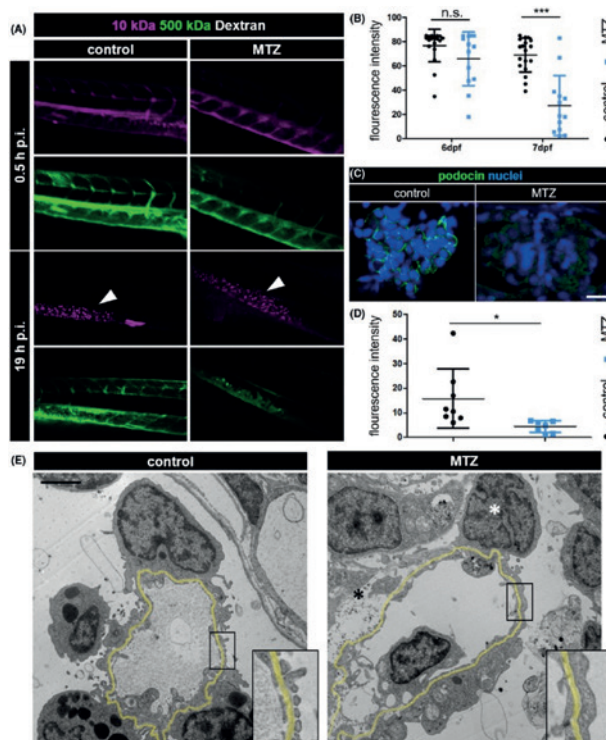 (A) 10 kDa 500 kDa Dextran
control MTZ
0.5 h p.i.
19 h p.i.
(B)
flourescence intensity
100
80
60
40
20
0
n.s.
***
6dpf 7dpf
MTZ
control
(C) podocin nuclei
control MTZ
(D)
flourescence intensity
50
40
30
20
10
0
*
MTZ
control
(E) control MTZ
*
*